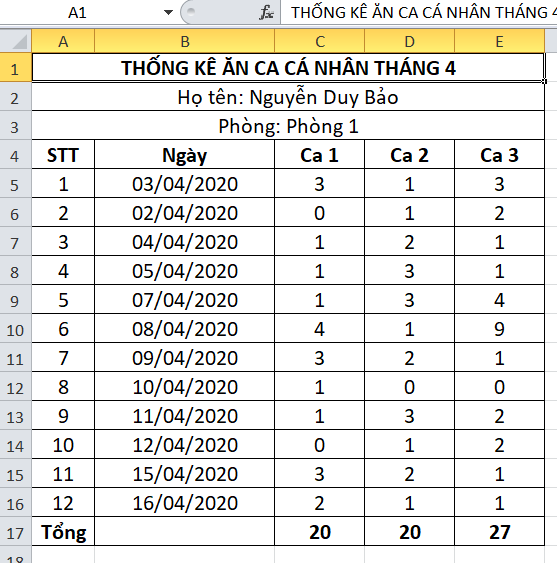 A1 fx THỐNG KÊ ĂN CA CÁ NHÂN THÁNG 4
A B C D E
1 THỐNG KÊ ĂN CA CÁ NHÂN THÁNG 4
2 Họ tên: Nguyễn Duy Bảo
3 Phòng: Phòng 1
4 STT Ngày Ca 1 Ca 2 Ca 3
5 1 03/04/2020 3 1 3
6 2 02/04/2020 0 1 2
7 3 04/04/2020 1 2 1
8 4 05/04/2020 1 3 1
9 5 07/04/2020 1 3 4
10 6 08/04/2020 4 1 9
11 7 09/04/2020 3 2 1
12 8 10/04/2020 1 0 0
13 9 11/04/2020 1 3 2
14 10 12/04/2020 0 1 2
15 11 15/04/2020 3 2 1
16 12 16/04/2020 2 1 1
17 Tổng 20 20 27
18